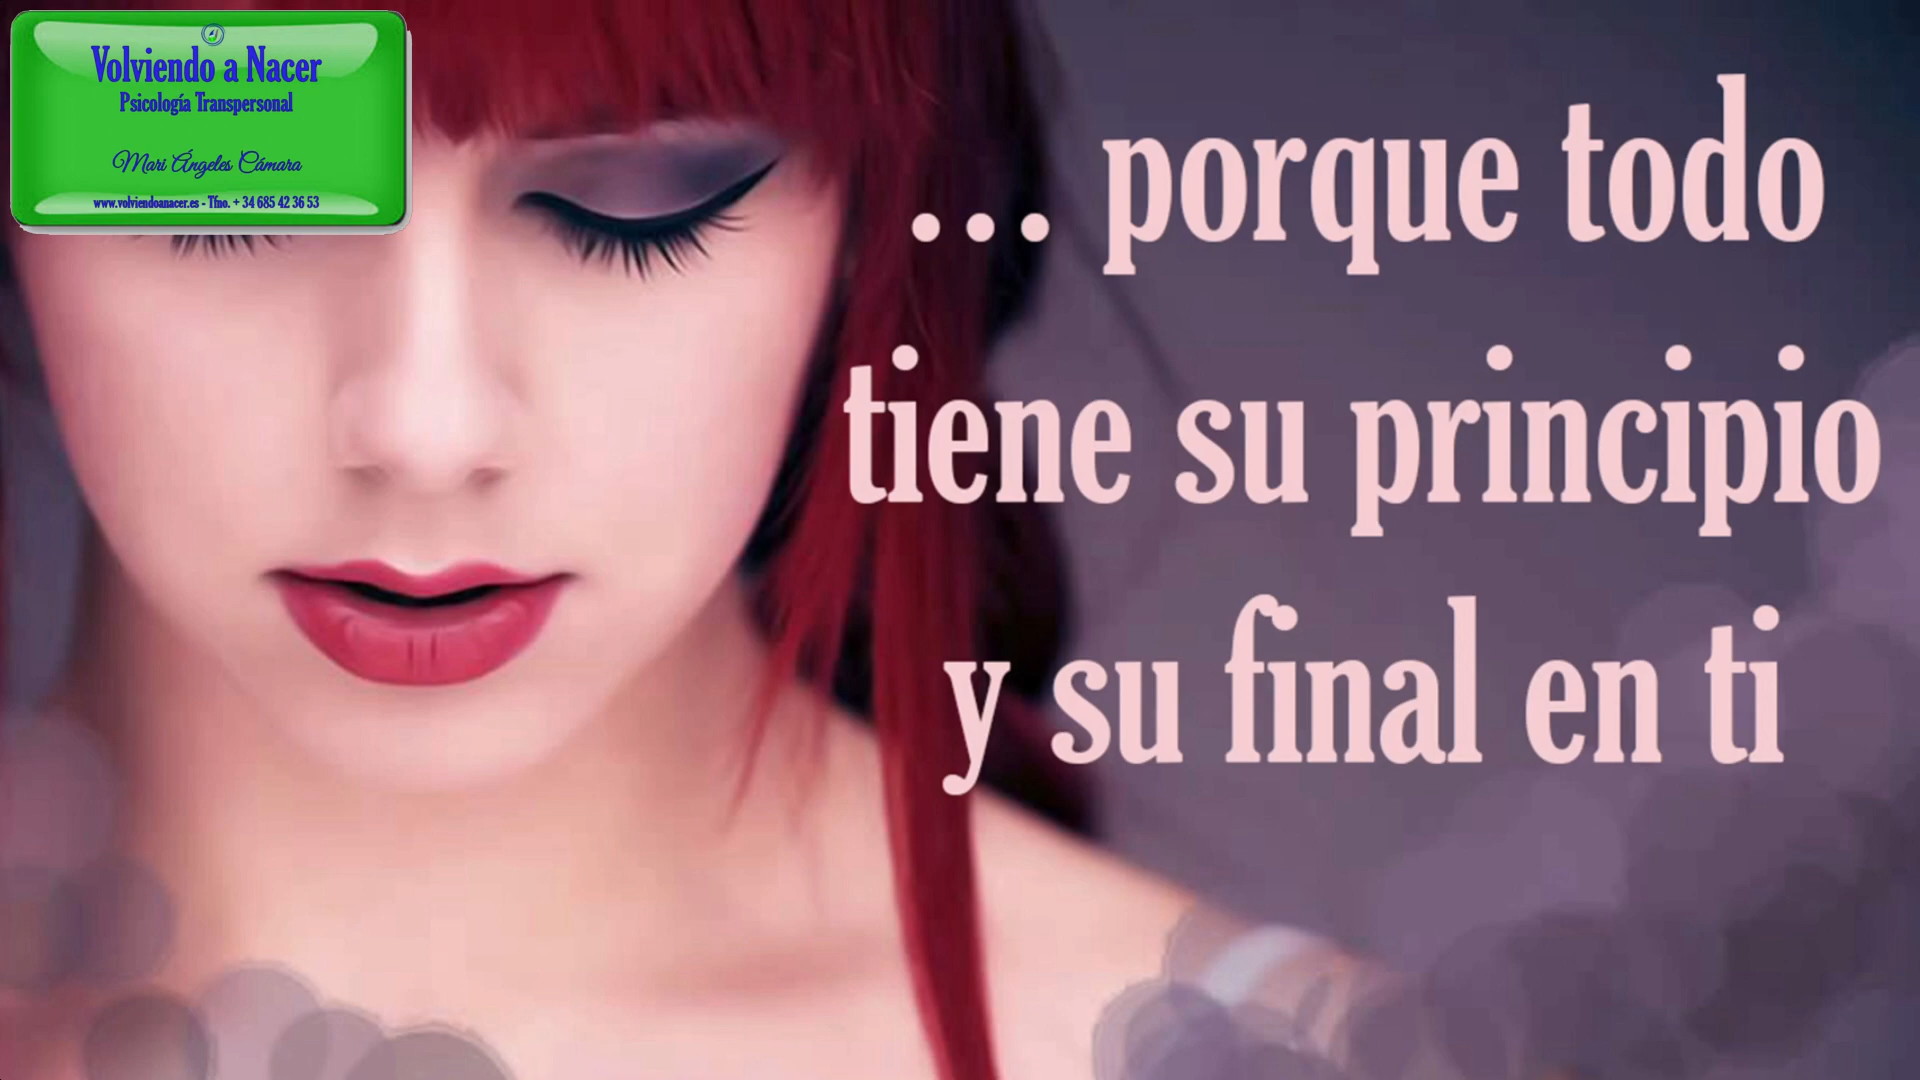 Volviendo a Nacer
Psicología Transpersonal
Mari Ángeles Cámara
www.volviendoanacer.es - Tfno. + 34 685 42 36 53
... porque todo
tiene su principio
y su final en ti